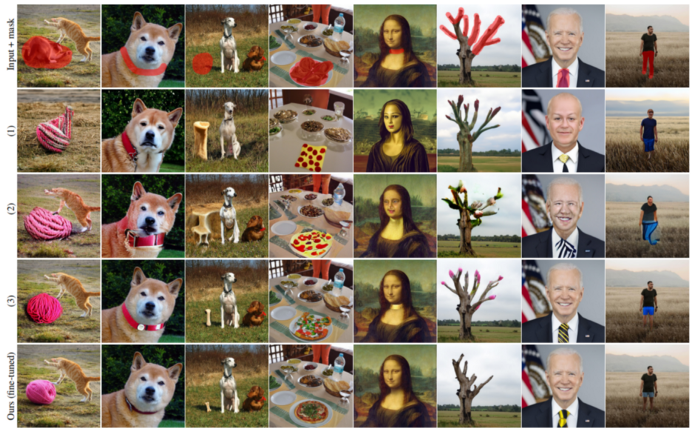 Input + mask
(1)
(2)
(3)
Ours (fine-tuned)